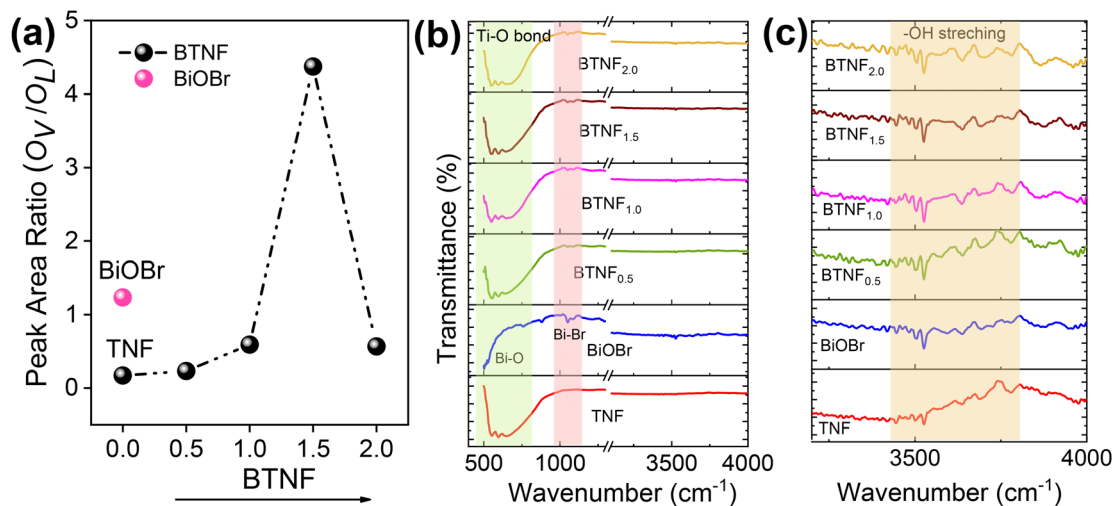 (a)
BTNF
BiOBr
Peak Area Ratio (O_V/O_L)
5
4
3
2
1
0
BiOBr
TNF
0.0 0.5 1.0 1.5 2.0
BTNF
(b)
Ti-O bond
Transmittance (%)
BTNF2.0
BTNF1.5
BTNF1.0
BTNF0.5
Bi-O
Bi-Br
BiOBr
TNF
500 1000 3500 4000
Wavenumber (cm-1)
(c)
-OH streching
BTNF2.0
BTNF1.5
BTNF1.0
BTNF0.5
BiOBr
TNF
3500 4000
Wavenumber (cm-1)